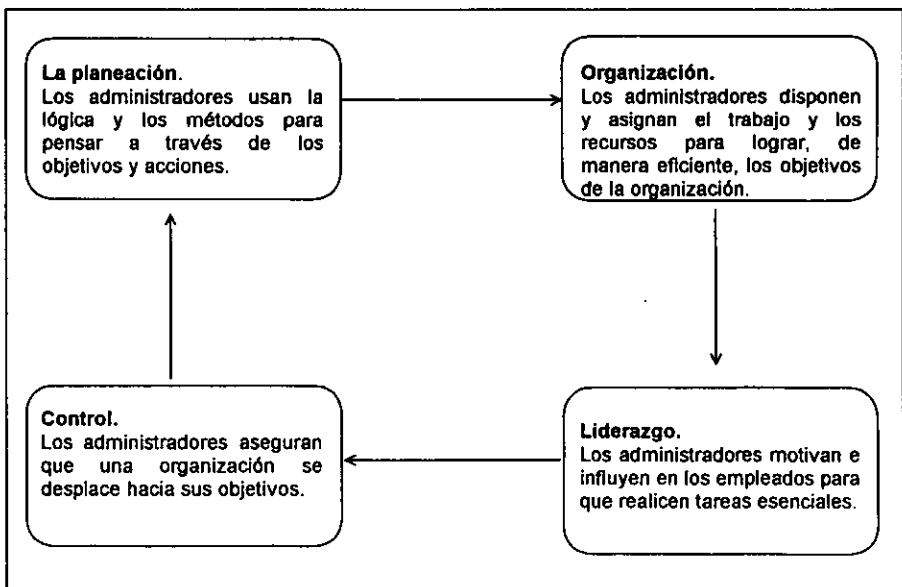 La planeación.
Los administradores usan la
lógica y los métodos para
pensar a través de los
objetivos y acciones.
Organización.
Los administradores disponen
y asignan el trabajo y los
recursos para lograr, de
manera eficiente, los objetivos
de la organización.
Control.
Los administradores aseguran
que una organización se
desplace hacia sus objetivos.
Liderazgo.
Los administradores motivan e
influyen en los empleados para
que realicen tareas esenciales.